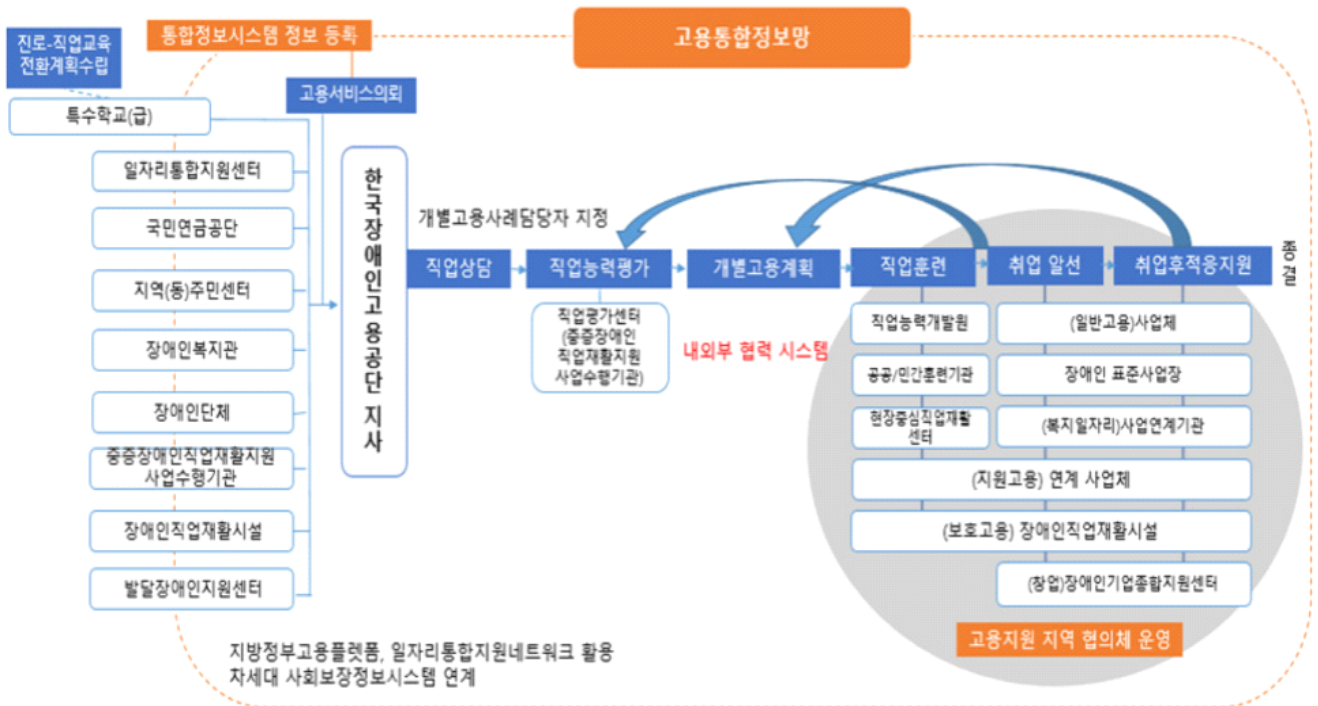 고용통합정보망
통합정보시스템 정보 등록
진로-직업교육
전환계획수립
고용서비스의뢰
특수학교(급)
일자리통합지원센터
국민연금공단
지역(동)주민센터
장애인복지관
장애인단체
중증장애인직업재활지원
사업수행기관
장애인직업재활시설
발달장애인지원센터
한국장애인고용공단 지사
개별고용사례담당자 지정
직업상담
직업능력평가
개별고용계획
직업훈련
취업 알선
취업후적응지원
종결
직업평가센터
(중증장애인
직업재활지원
사업수행기관)
내외부 협력 시스템
직업능력개발원
공공/민간훈련기관
현장중심직업재활
센터
(일반고용)사업체
장애인 표준사업장
(복지일자리)사업연계기관
(지원고용) 연계 사업체
(보호고용) 장애인직업재활시설
(창업)장애인기업종합지원센터
고용지원 지역 협의체 운영
지방정부고용플렛폼, 일자리통합지원네트워크 활용
차세대 사회보장정보시스템 연계